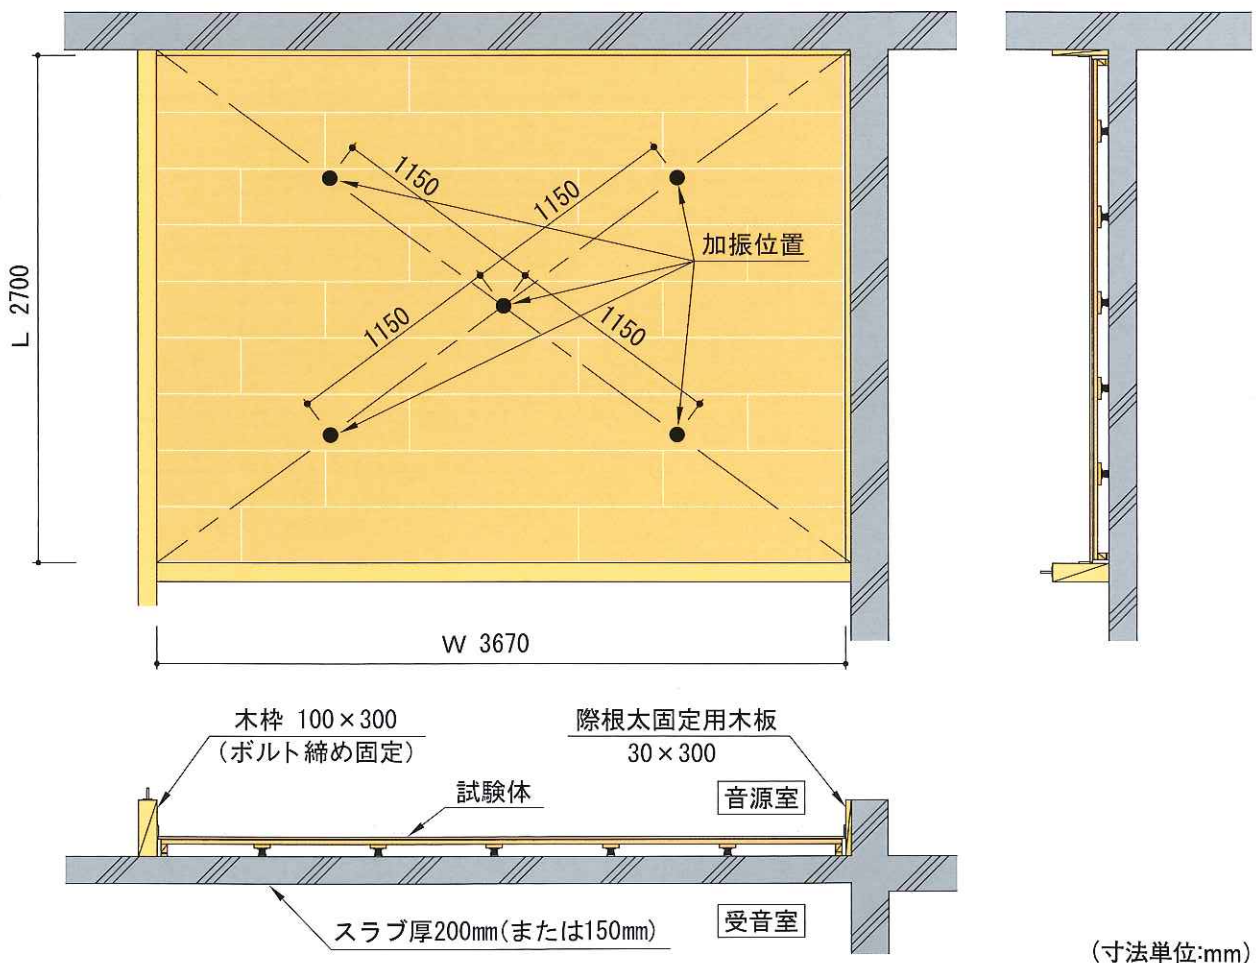 1150
1150
加振位置
L 2700
1150
1150
W 3670
木枠 100×300
(ボルト締め固定)
際根太固定用木板
30×300
試験体
音源室
スラブ厚200mm(または150mm)
受音室
(寸法単位:mm)